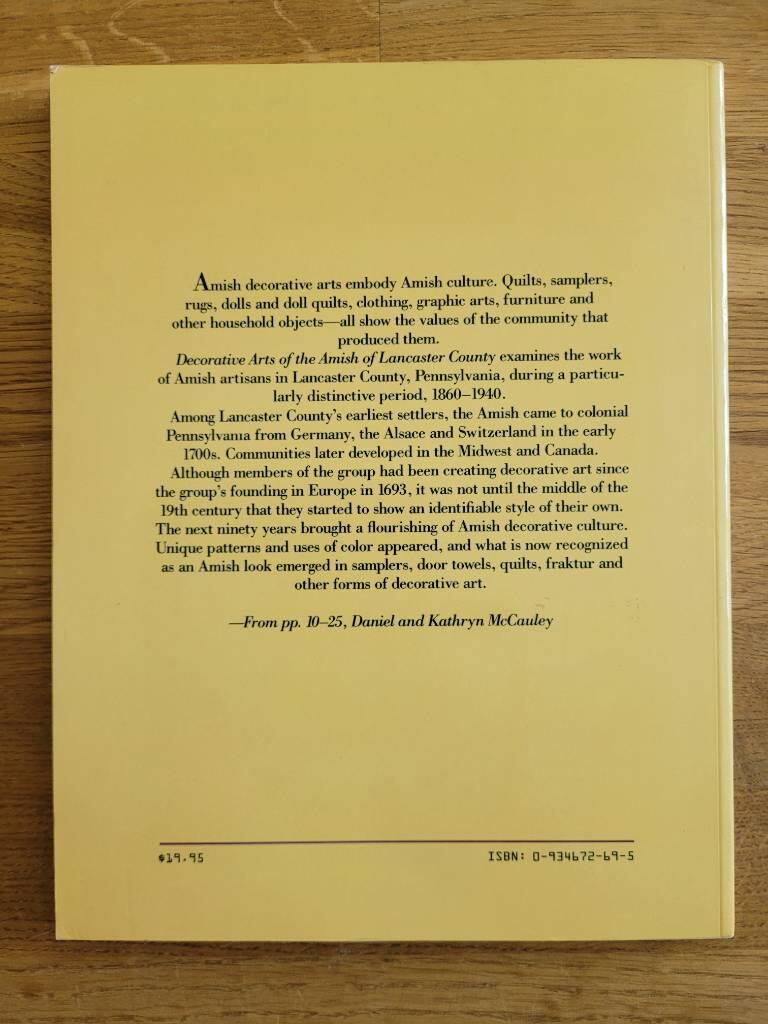 Amish decorative arts embody Amish culture. Quilts, samplers,
rugs, dolls and doll quilts, clothing, graphic arts, furniture and
other household objects—all show the values of the community that
produced them.
Decorative Arts of the Amish of Lancaster County examines the work
of Amish artisans in Lancaster County, Pennsylvania, during a particu-
larly distinctive period, 1860–1940.
Among Lancaster County's earliest settlers, the Amish came to colonial
Pennsylvania from Germany, the Alsace and Switzerland in the early
1700s. Communities later developed in the Midwest and Canada.
Although members of the group had been creating decorative art since
the group's founding in Europe in 1693, it was not until the middle of the
19th century that they started to show an identifiable style of their own.
The next ninety years brought a flourishing of Amish decorative culture.
Unique patterns and uses of color appeared, and what is now recognized
as an Amish look emerged in samplers, door towels, quilts, fraktur and
other forms of decorative art.
—From pp. 10–25, Daniel and Kathryn McCauley
$19.95 ISBN: 0-934672-69-5